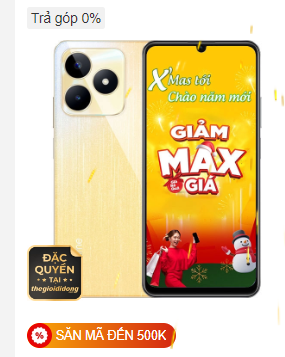 Trả góp 0%
X'Mas tới
Chào năm mới
GIẢM
MAX
GIÁ
ĐẶC
QUYỀN
TẠI
thegioididong
% SĂN MÃ ĐẾN 500K